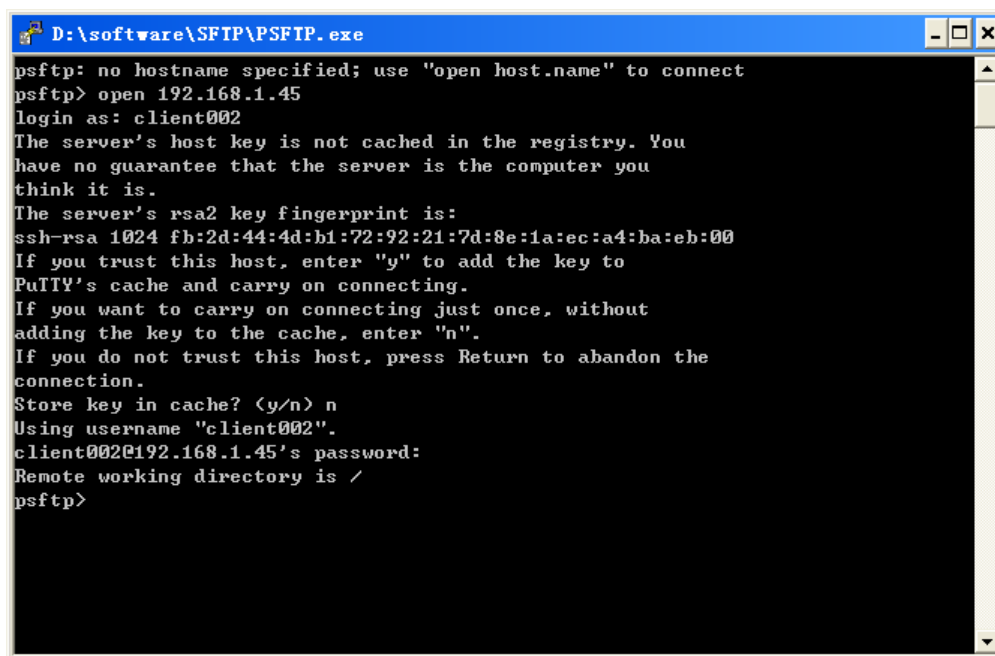 D:\software\SFTP\PSFTP.exe
psftp: no hostname specified; use "open host.name" to connect
psftp> open 192.168.1.45
login as: client002
The server's host key is not cached in the registry. You
have no guarantee that the server is the computer you
think it is.
The server's rsa2 key fingerprint is:
ssh-rsa 1024 fb:2d:44:4d:b1:72:92:21:7d:8e:1a:ec:a4:ba:eb:00
If you trust this host, enter "y" to add the key to
PuTTY's cache and carry on connecting.
If you want to carry on connecting just once, without
adding the key to the cache, enter "n".
If you do not trust this host, press Return to abandon the
connection.
Store key in cache? (y/n) n
Using username "client002".
client002@192.168.1.45's password:
Remote working directory is /
psftp>